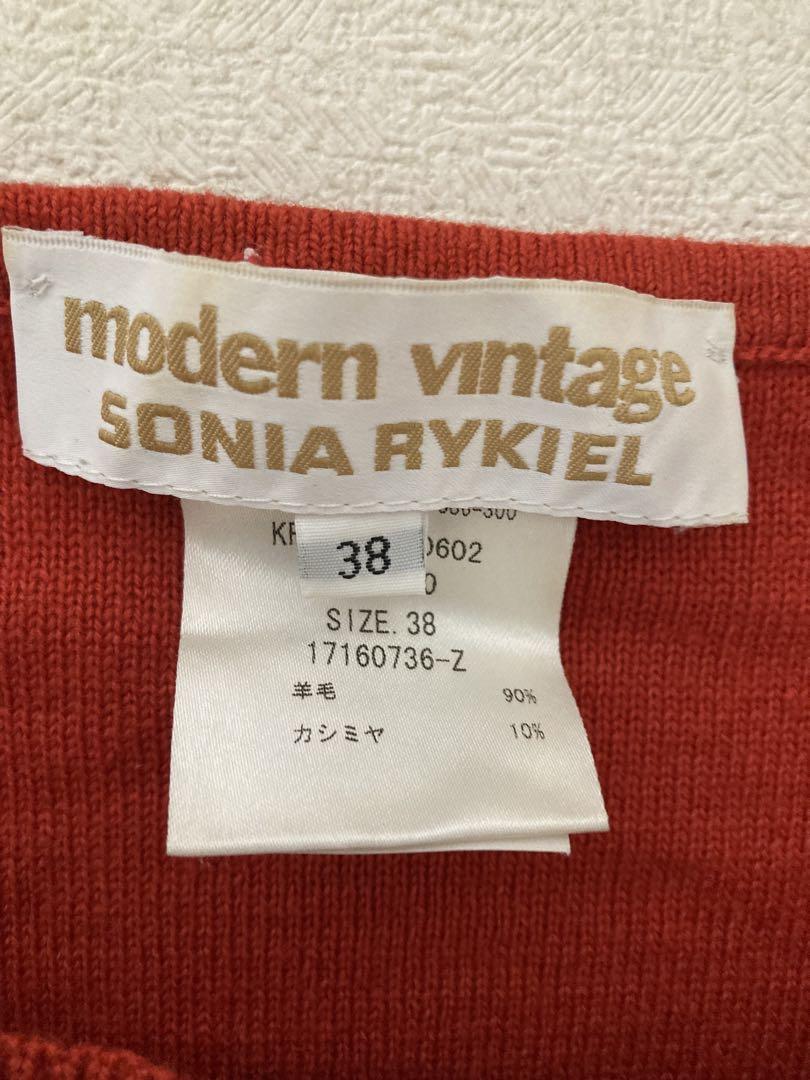 modern vintage
SONIA RYKIEL
38
SIZE. 38
17160736-Z
羊毛 90%
カシミヤ 10%